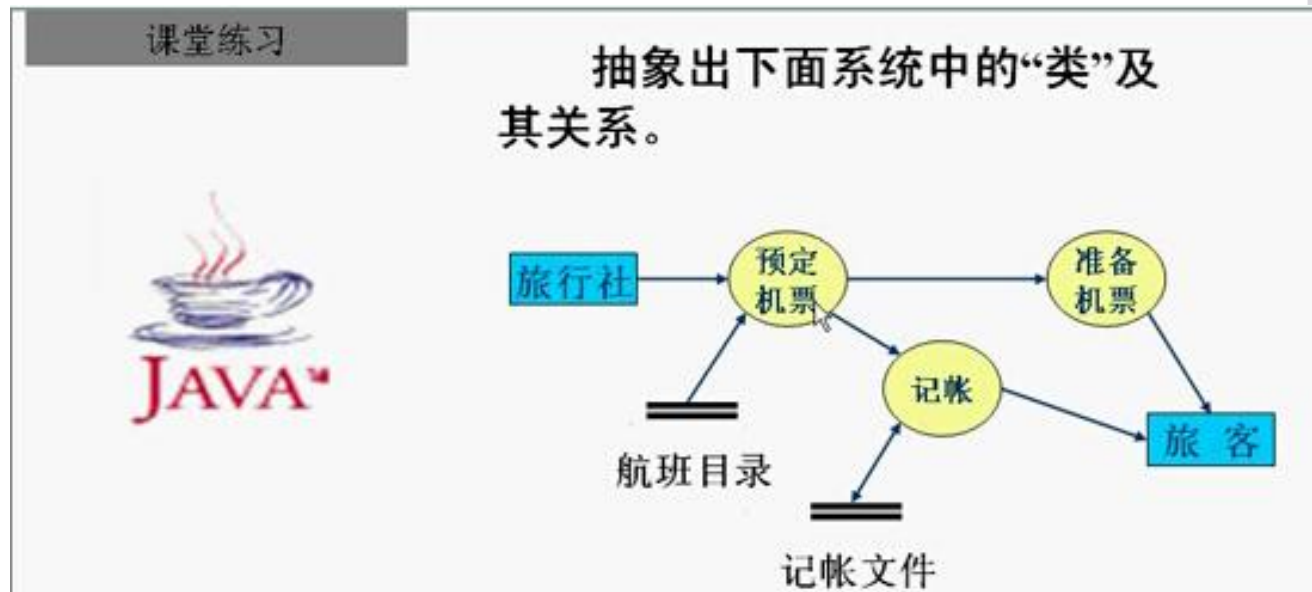 课堂练习
抽象出下面系统中的“类”及
其关系。
旅行社
预定
机票
准备
机票
记帐
旅 客
航班目录
记帐文件
JAVA™